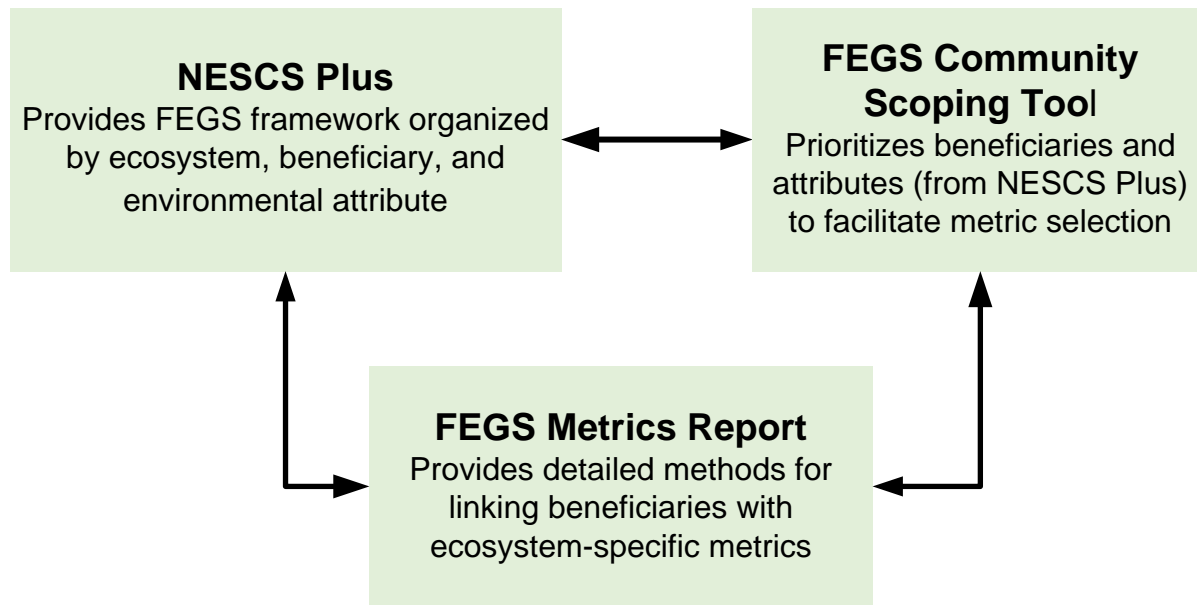 NESCS Plus
Provides FEGS framework organized
by ecosystem, beneficiary, and
environmental attribute
FEGS Community
Scoping Tool
Prioritizes beneficiaries and
attributes (from NESCS Plus)
to facilitate metric selection
FEGS Metrics Report
Provides detailed methods for
linking beneficiaries with
ecosystem-specific metrics